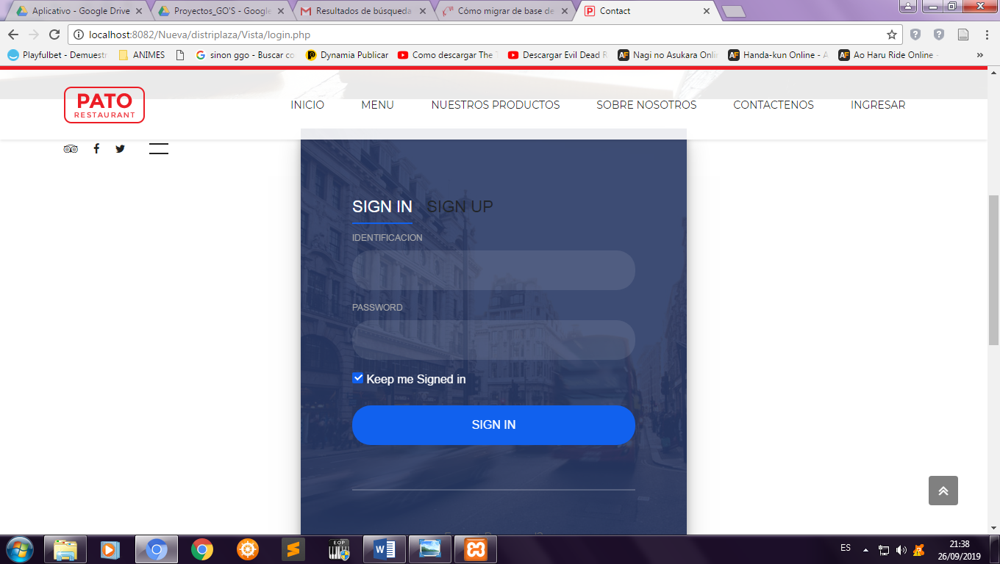 Aplicativo - Google Drive
Proyectos_GO'S - Google
Resultados de búsqueda
Cómo migrar de base de
Contact
localhost:8082/Nueva/distriplaza/Vista/login.php
Playfulbet - Demuestr
ANIMES
sinon ggo - Buscar co
Dynamia Publicar
Como descargar The
Descargar Evil Dead R
Nagi no Asukara Onli
Handa-kun Online - A
Ao Haru Ride Online -
PATO
RESTAURANT
INICIO
MENU
NUESTROS PRODUCTOS
SOBRE NOSOTROS
CONTACTENOS
INGRESAR
SIGN IN
SIGN UP
IDENTIFICACION
PASSWORD
Keep me Signed in
SIGN IN
EOP
ES
21:38
26/09/2019